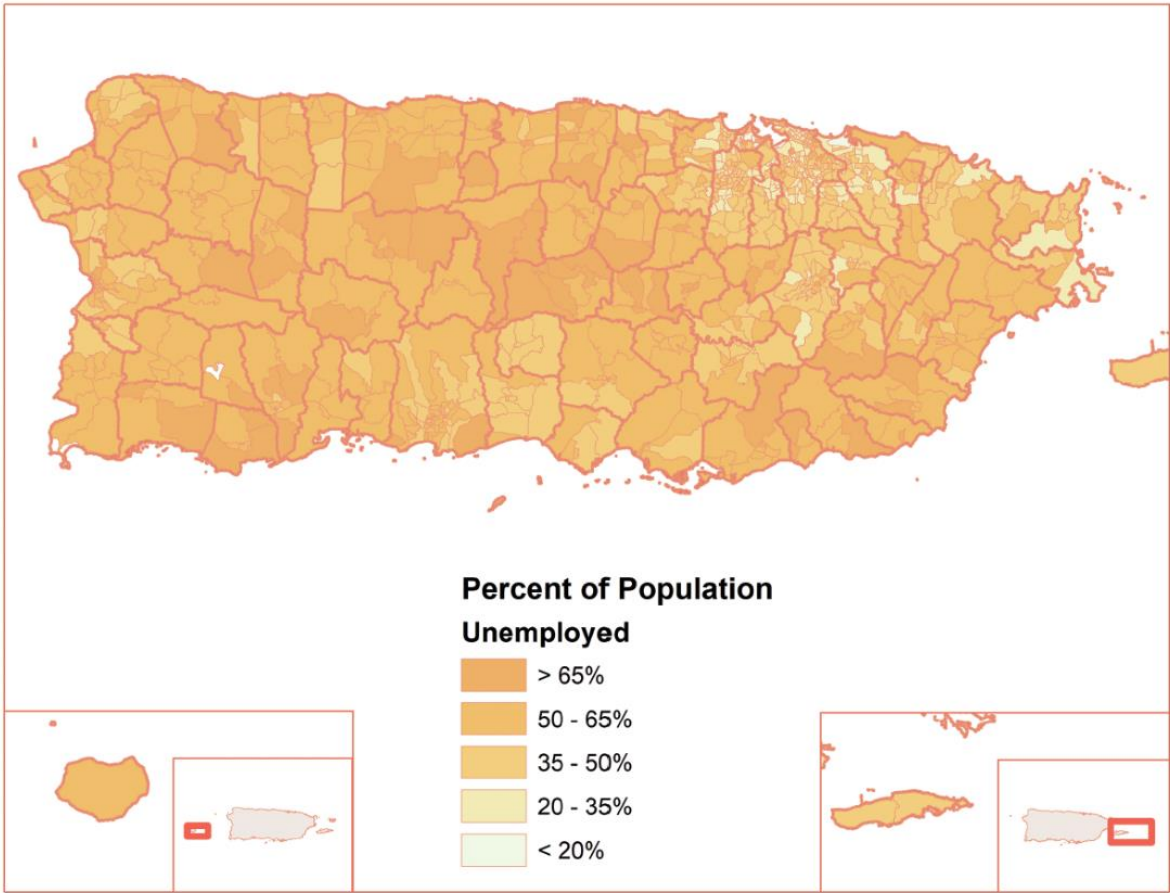 Percent of Population
Unemployed
> 65%
50 - 65%
35 - 50%
20 - 35%
< 20%